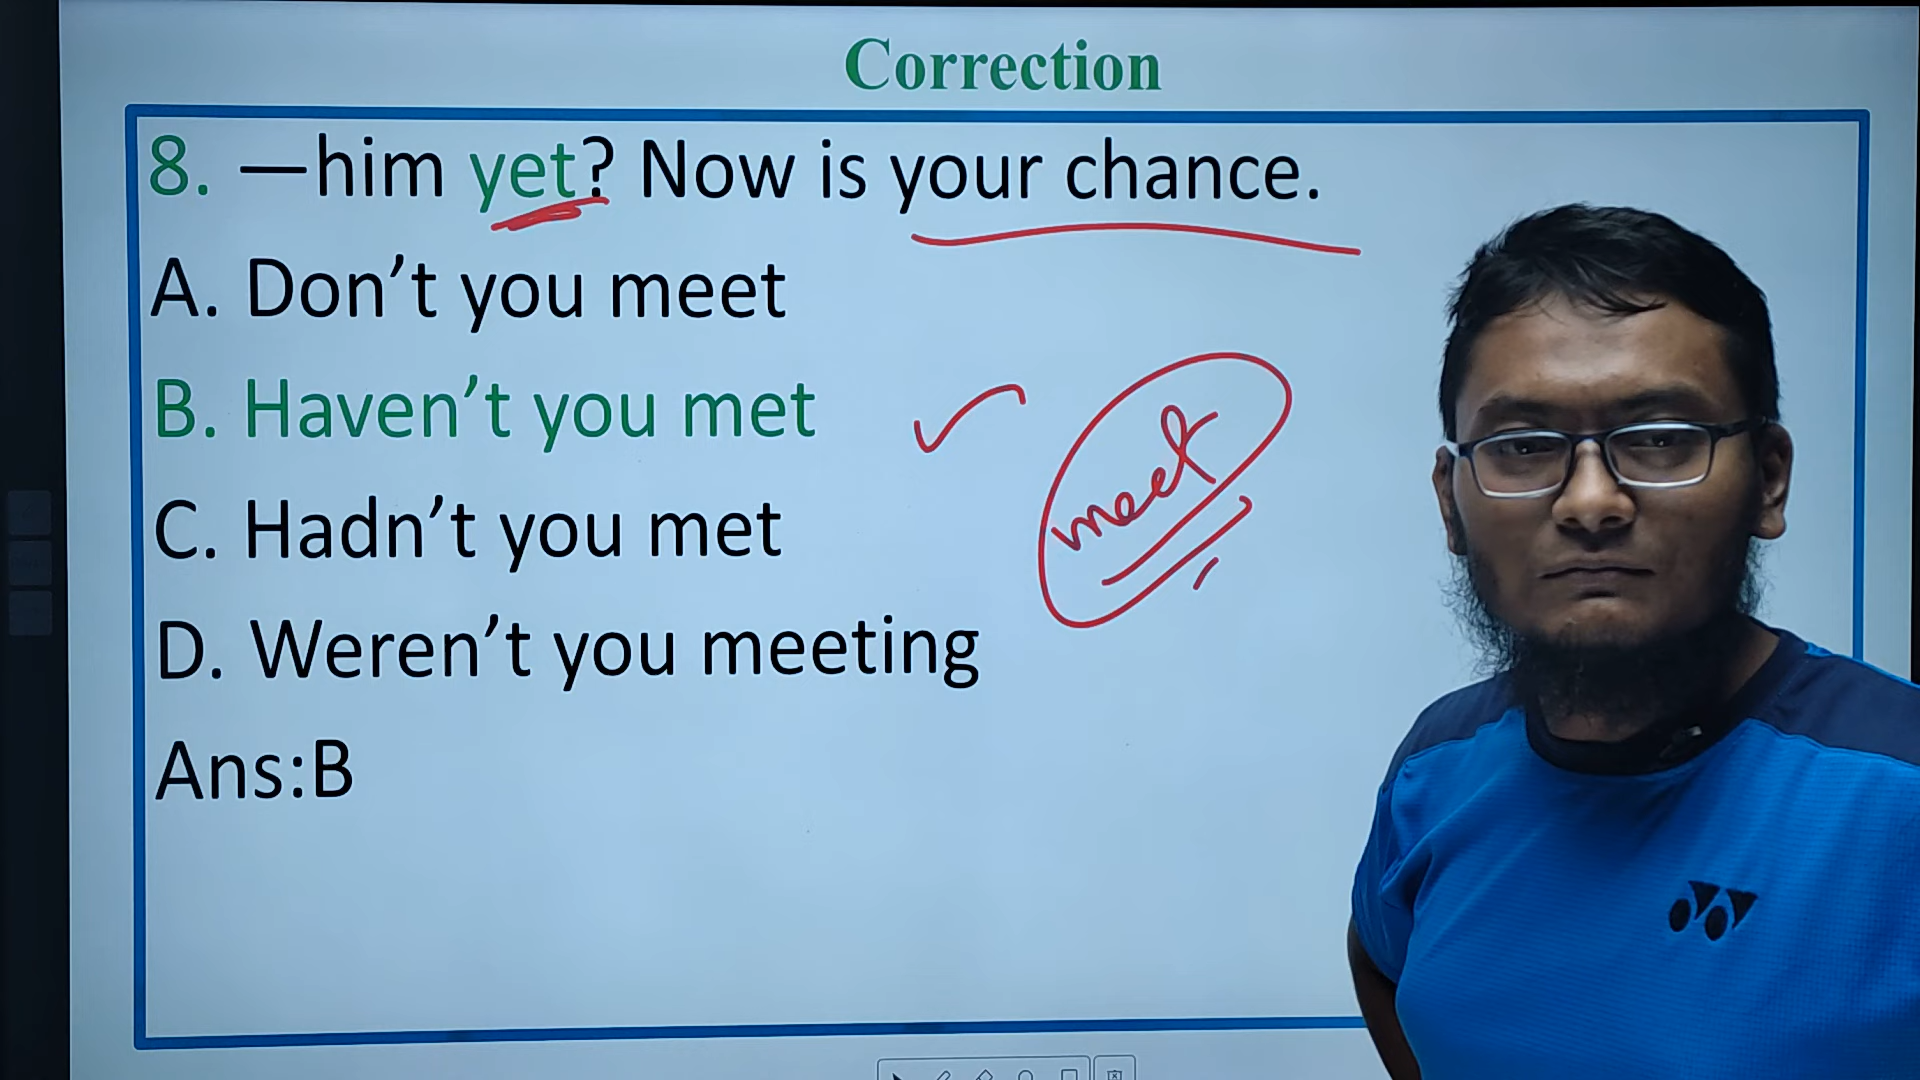 Correction
8. —him yet? Now is your chance.
A. Don’t you meet
B. Haven’t you met
meet
C. Hadn’t you met
D. Weren’t you meeting
Ans:B